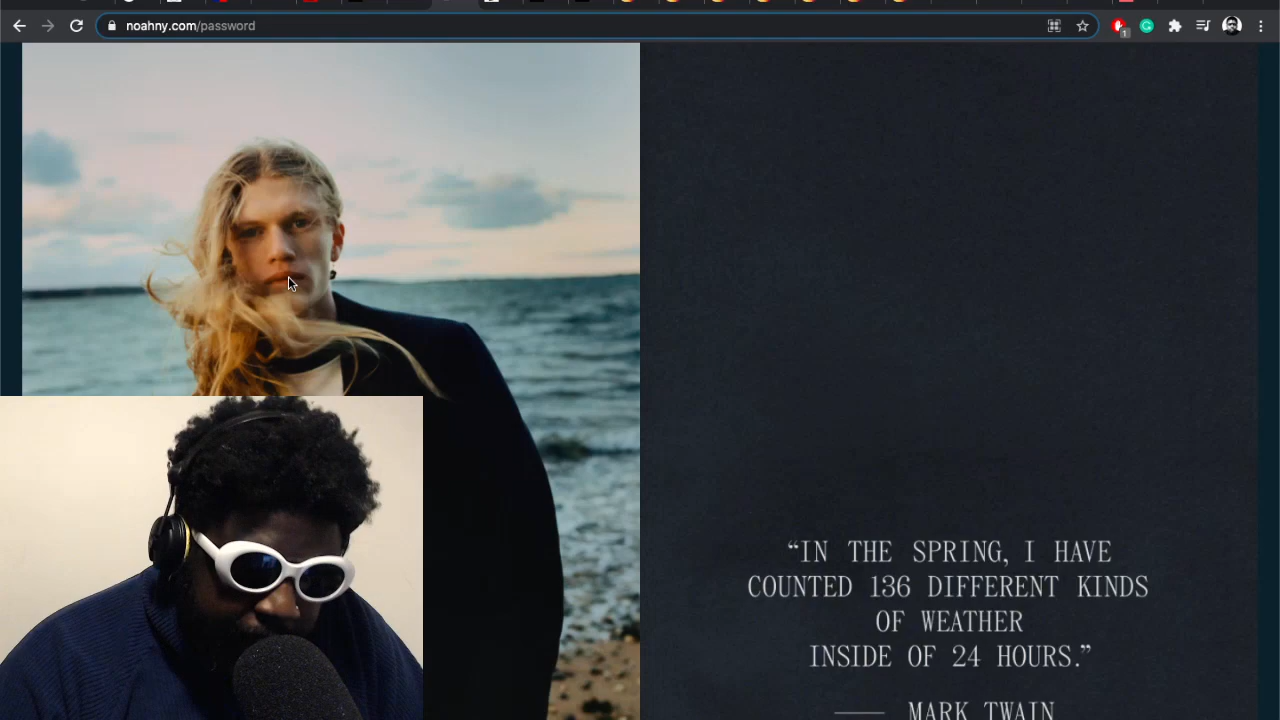 noahny.com/password
1
“IN THE SPRING, I HAVE
COUNTED 136 DIFFERENT KINDS
OF WEATHER
INSIDE OF 24 HOURS.”
—— MARK TWAIN